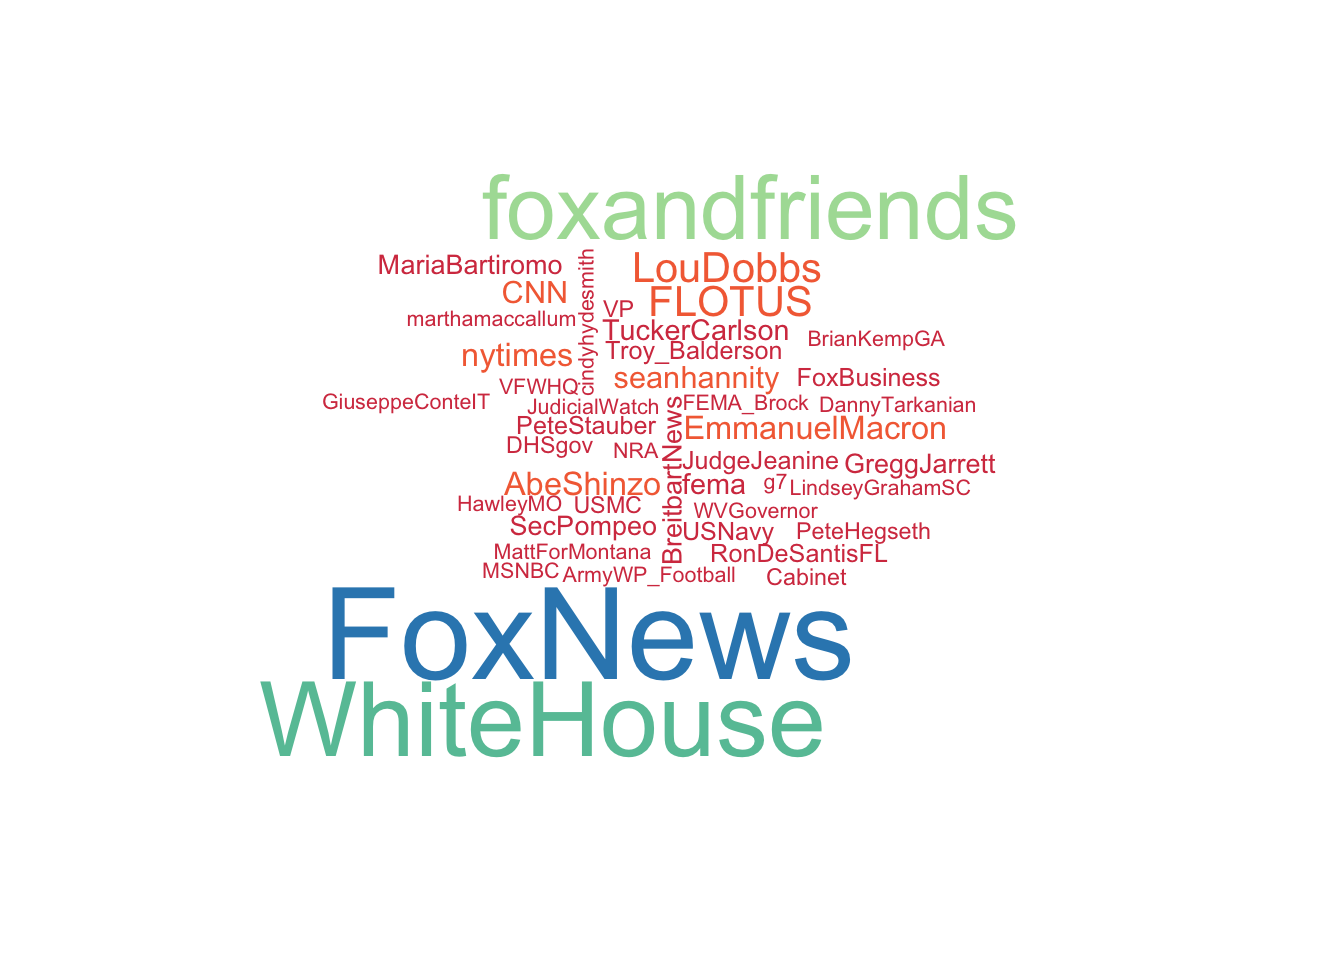 foxandfriends
MariaBartiromo
cindyhydesmith
LouDobbs
CNN
VP
FLOTUS
marthamaccallum
TuckerCarlson
BrianKempGA
nytimes
Troy_Balderson
VFWHQ
seanhannity
FoxBusiness
GiuseppeConteIT
JudicialWatch
BreitbartNews
FEMA_Brock
DannyTarkanian
PeteStauber
EmmanuelMacron
DHSgov
NRA
JudgeJeanine
GreggJarrett
AbeShinzo
fema
g7
LindseyGrahamSC
HawleyMO
USMC
WVGovernor
SecPompeo
USNavy
PeteHegseth
MattForMontana
RonDeSantisFL
MSNBC
ArmyWP_Football
Cabinet
FoxNews
WhiteHouse